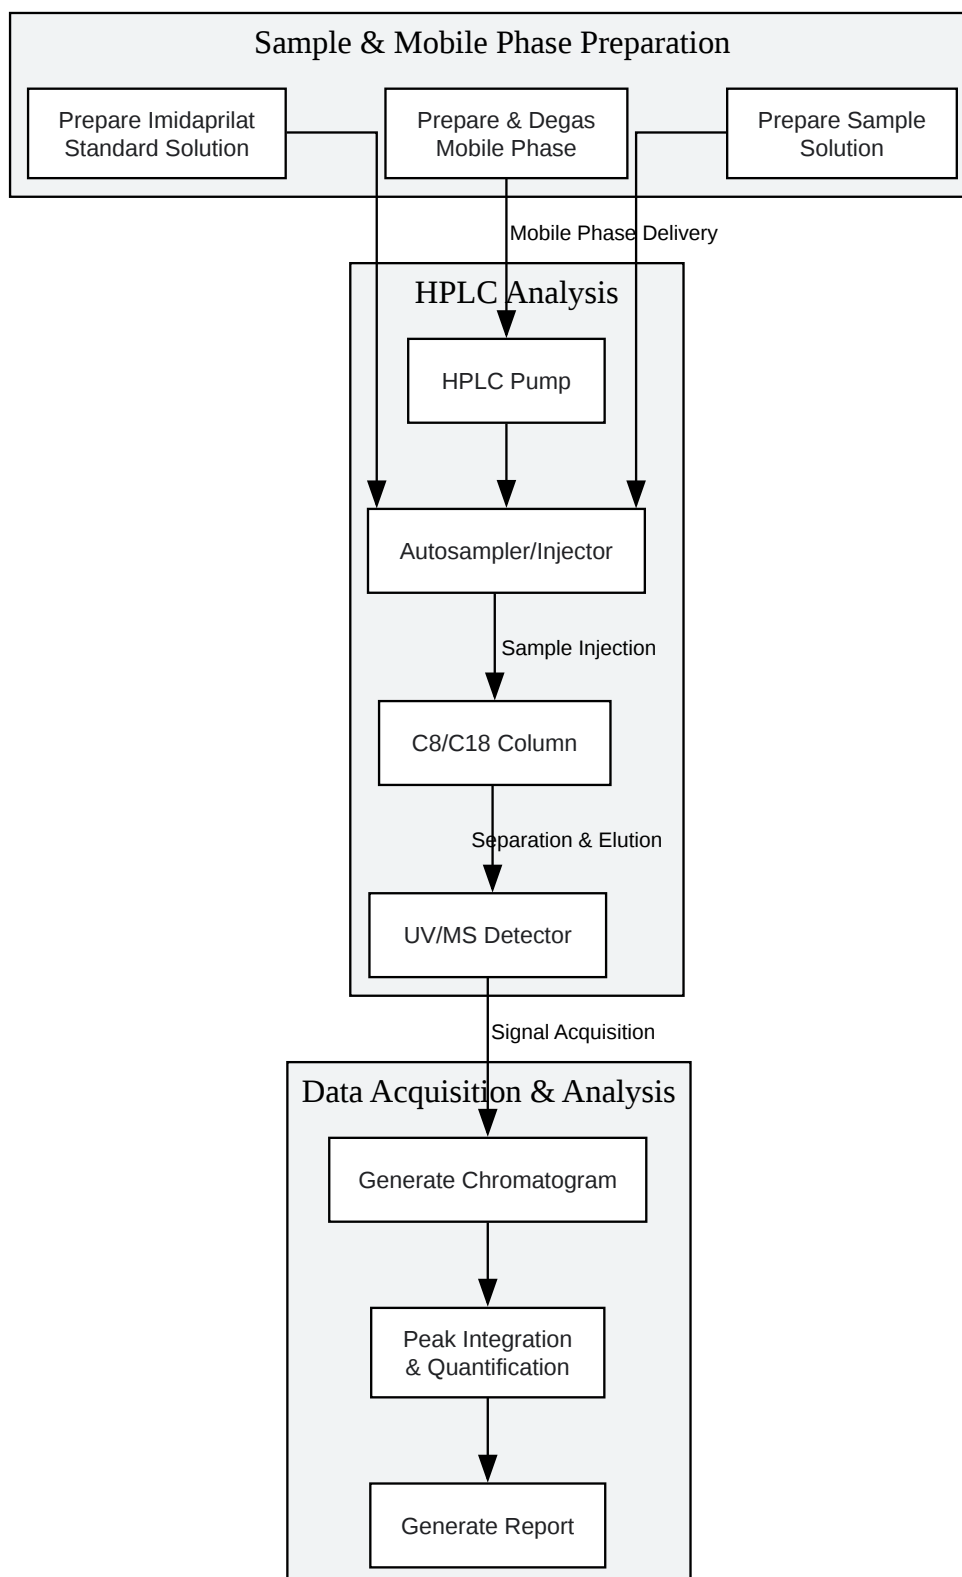 Sample & Mobile Phase Preparation
Prepare Imidaprilat
Standard Solution
Prepare & Degas
Mobile Phase
Prepare Sample
Solution
Mobile Phase Delivery
HPLC Analysis
HPLC Pump
Autosampler/Injector
Sample Injection
C8/C18 Column
Separation & Elution
UV/MS Detector
Signal Acquisition
Data Acquisition & Analysis
Generate Chromatogram
Peak Integration
& Quantification
Generate Report